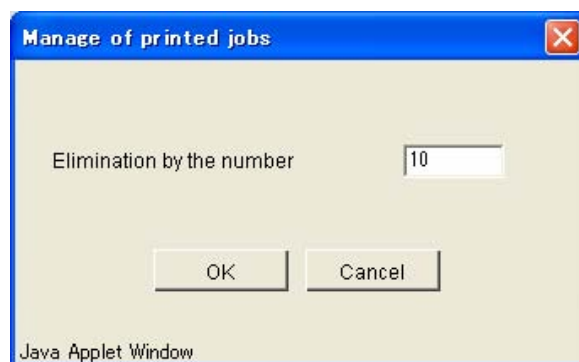 Manage of printed jobs
Elimination by the number 10
OK Cancel
Java Applet Window